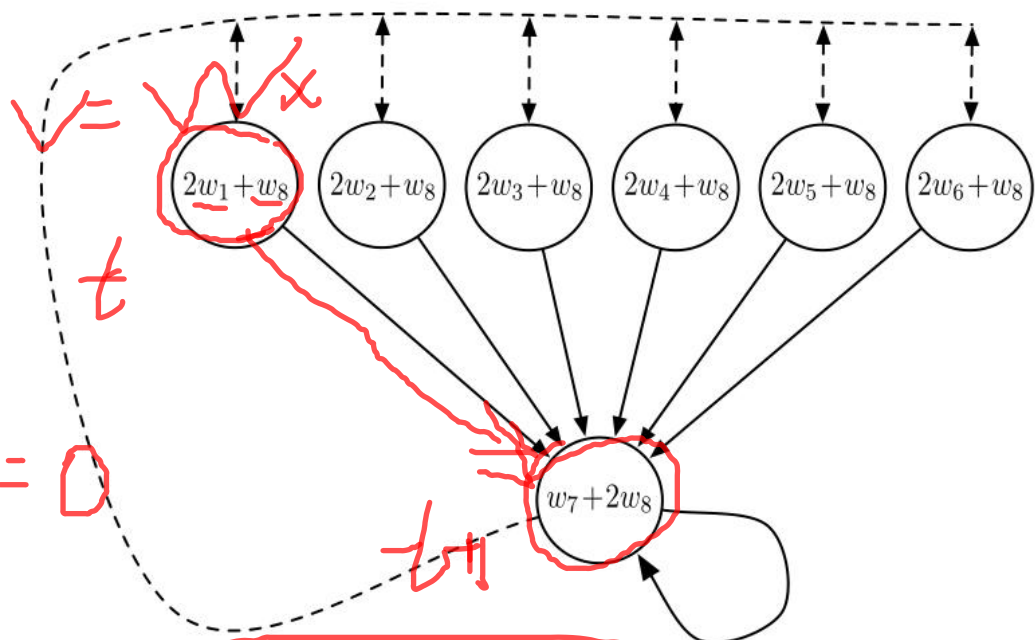 v = w x
2w₁+w₈ 2w₂+w₈ 2w₃+w₈ 2w₄+w₈ 2w₅+w₈ 2w₆+w₈
t
= 0
w₇+2w₈
t+1